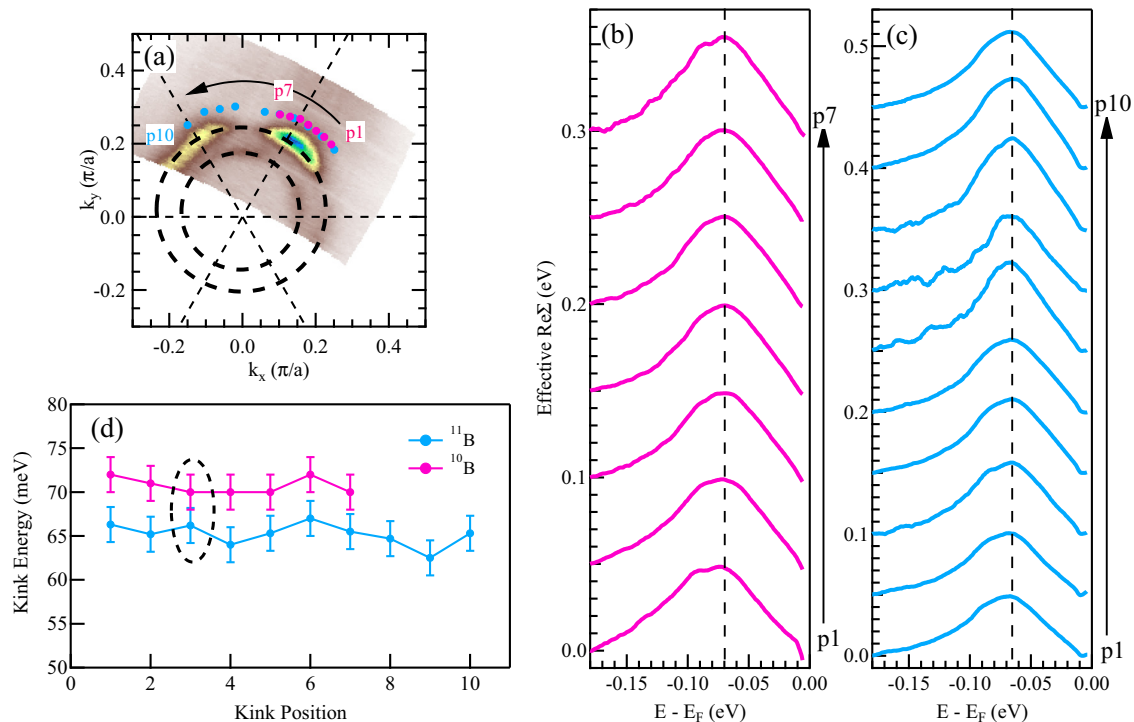 (a)
0.4
0.2
0.0
-0.2
k_y (π/a)
p7
p1
p10
-0.2
0.0
0.2
0.4
k_x (π/a)
(b)
0.3
0.2
0.1
0.0
Effective ReΣ (eV)
p7
p1
-0.15
-0.10
-0.05
0.00
E - E_F (eV)
(c)
0.5
0.4
0.3
0.2
0.1
0.0
p10
p1
-0.15
-0.10
-0.05
0.00
E - E_F (eV)
(d)
80
75
70
65
60
55
50
Kink Energy (meV)
¹¹B
¹⁰B
0
2
4
6
8
10
Kink Position